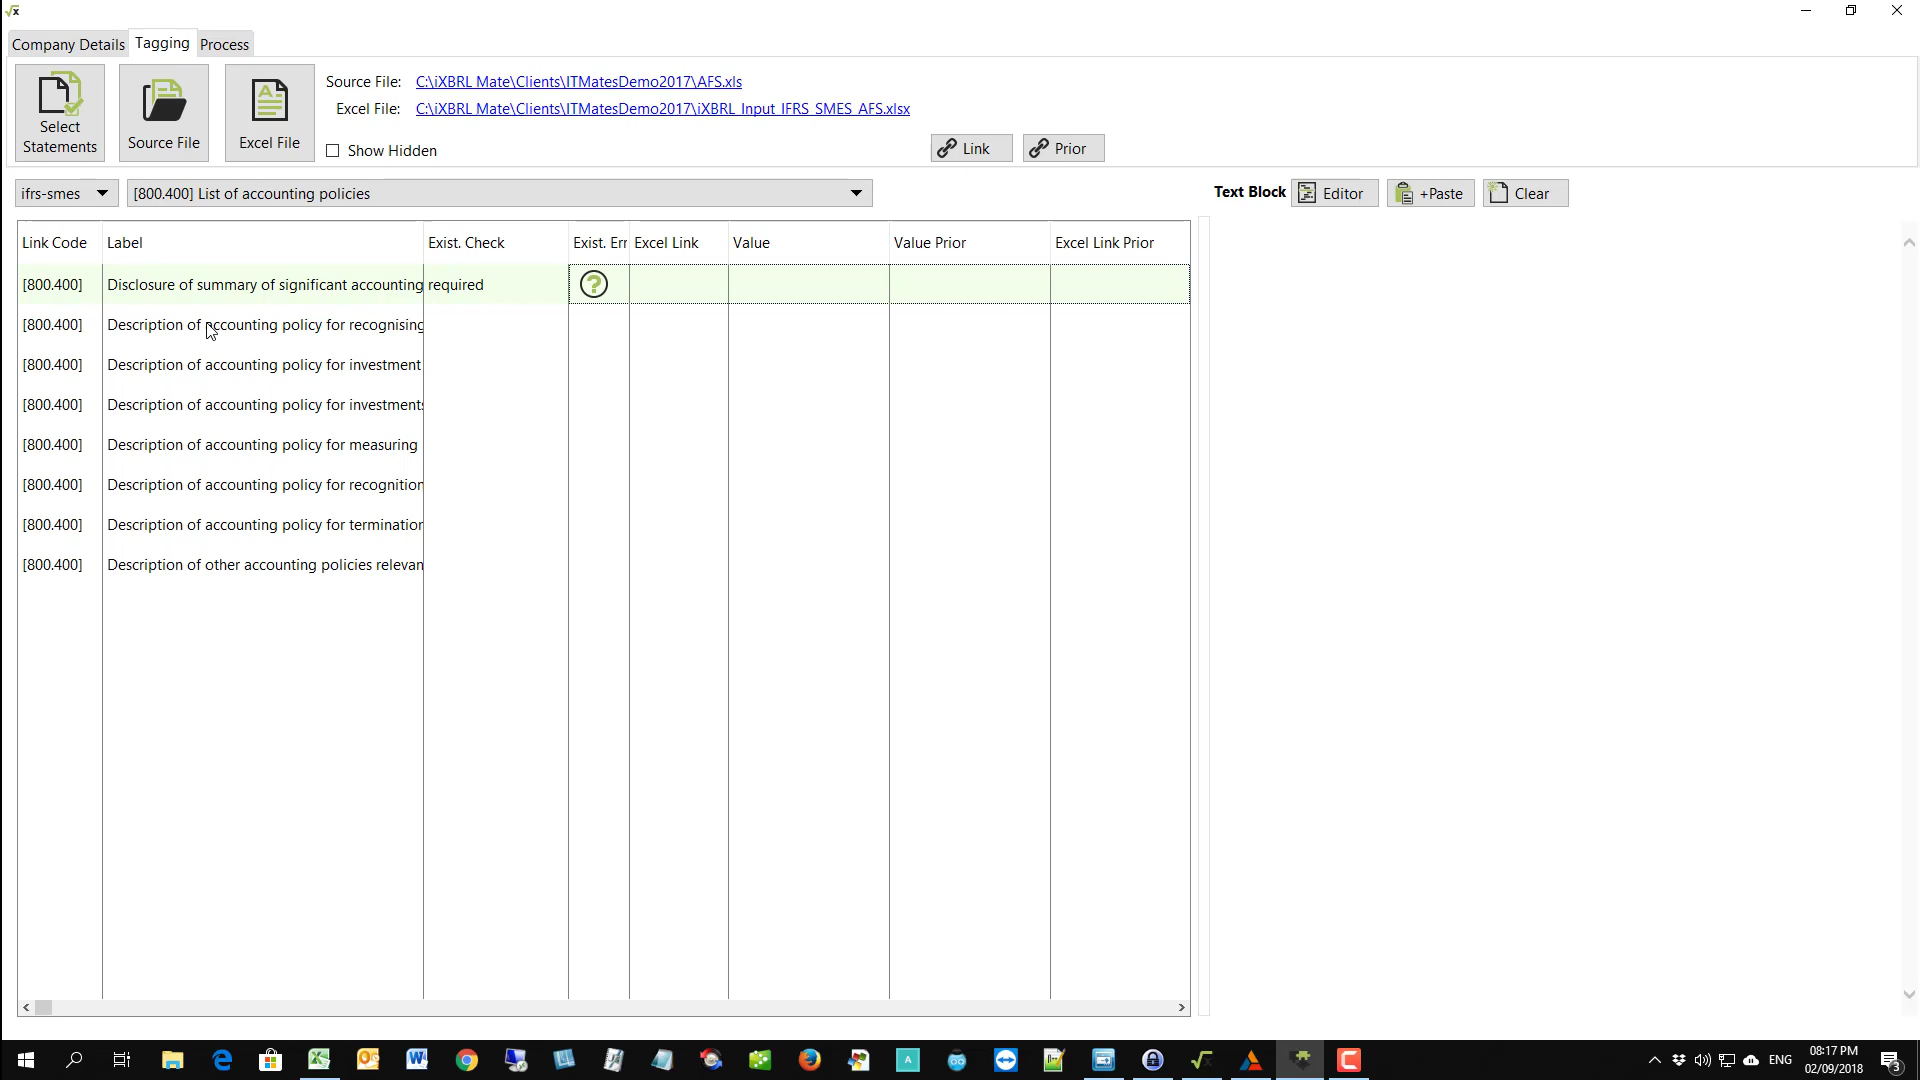 √x
Company Details Tagging Process
Select Statements
Source File
Excel File
Source File: C:\iXBRL Mate\Clients\ITMatesDemo2017\AFS.xls
Excel File: C:\iXBRL Mate\Clients\ITMatesDemo2017\iXBRL_Input_IFRS_SMES_AFS.xlsx
Show Hidden
Link Prior
ifrs-smes [800.400] List of accounting policies
Text Block Editor +Paste Clear
Link Code Label Exist. Check Exist. Err Excel Link Value Value Prior Excel Link Prior
[800.400] Disclosure of summary of significant accounting required ?
[800.400] Description of accounting policy for recognising
[800.400] Description of accounting policy for investment
[800.400] Description of accounting policy for investments
[800.400] Description of accounting policy for measuring
[800.400] Description of accounting policy for recognition
[800.400] Description of accounting policy for termination
[800.400] Description of other accounting policies relevan
ENG
08:17 PM
02/09/2018
3